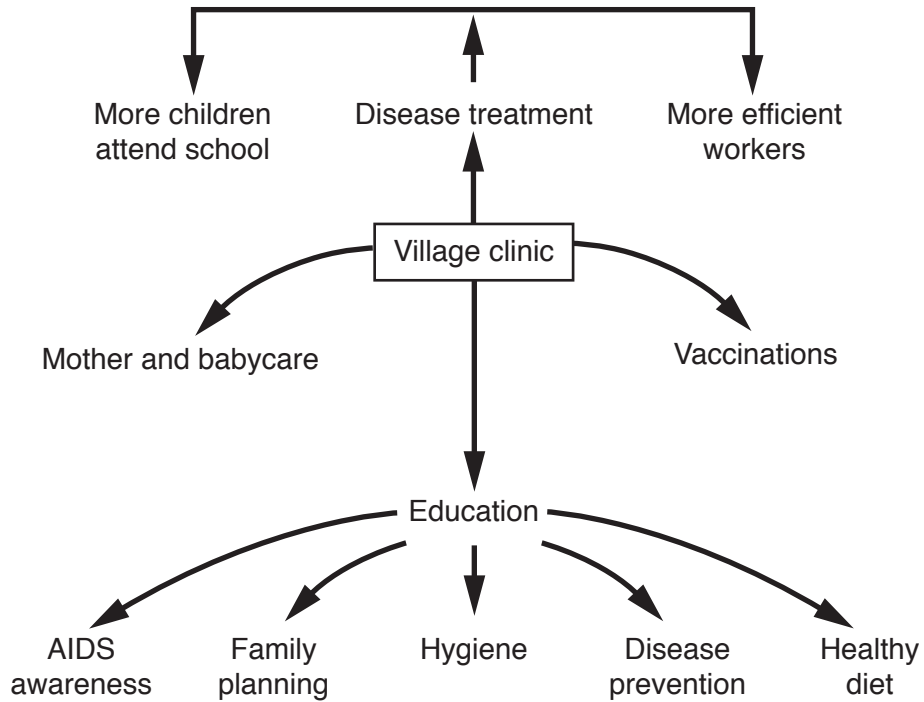 More children
attend school
Disease treatment
More efficient
workers
Village clinic
Mother and babycare
Vaccinations
Education
AIDS
awareness
Family
planning
Hygiene
Disease
prevention
Healthy
diet